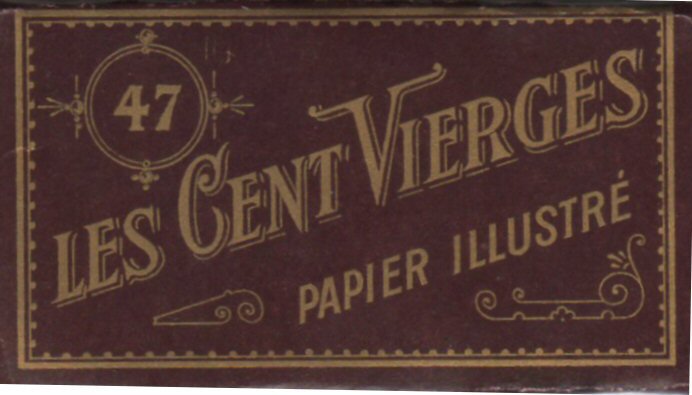 47
LES CENT VIERGES
PAPIER ILLUSTRÉ